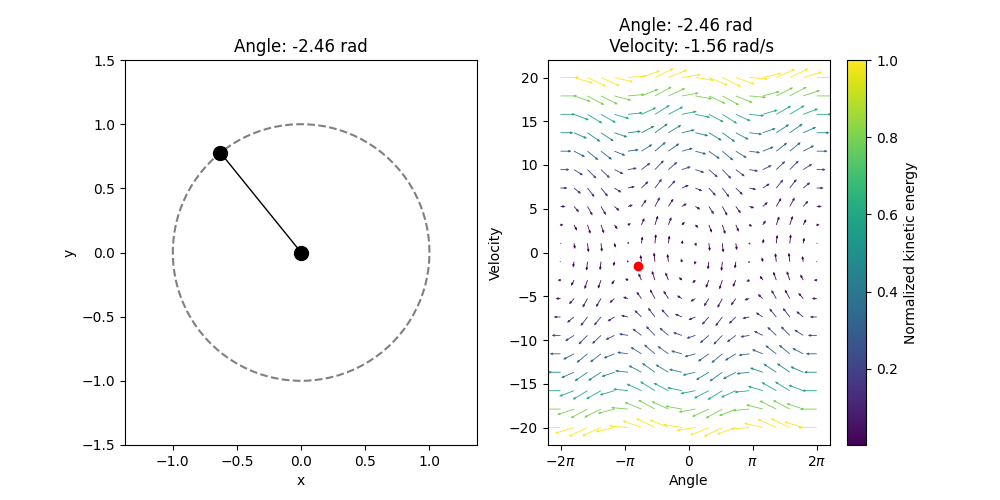 Angle: -2.46 rad
1.5
1.0
0.5
0.0
−0.5
−1.0
−1.5
y
−1.0 −0.5 0.0 0.5 1.0
x
Angle: -2.46 rad
Velocity: -1.56 rad/s
20
15
10
5
0
−5
−10
−15
−20
Velocity
−2π −π 0 π 2π
Angle
1.0
0.8
0.6
0.4
0.2
Normalized kinetic energy